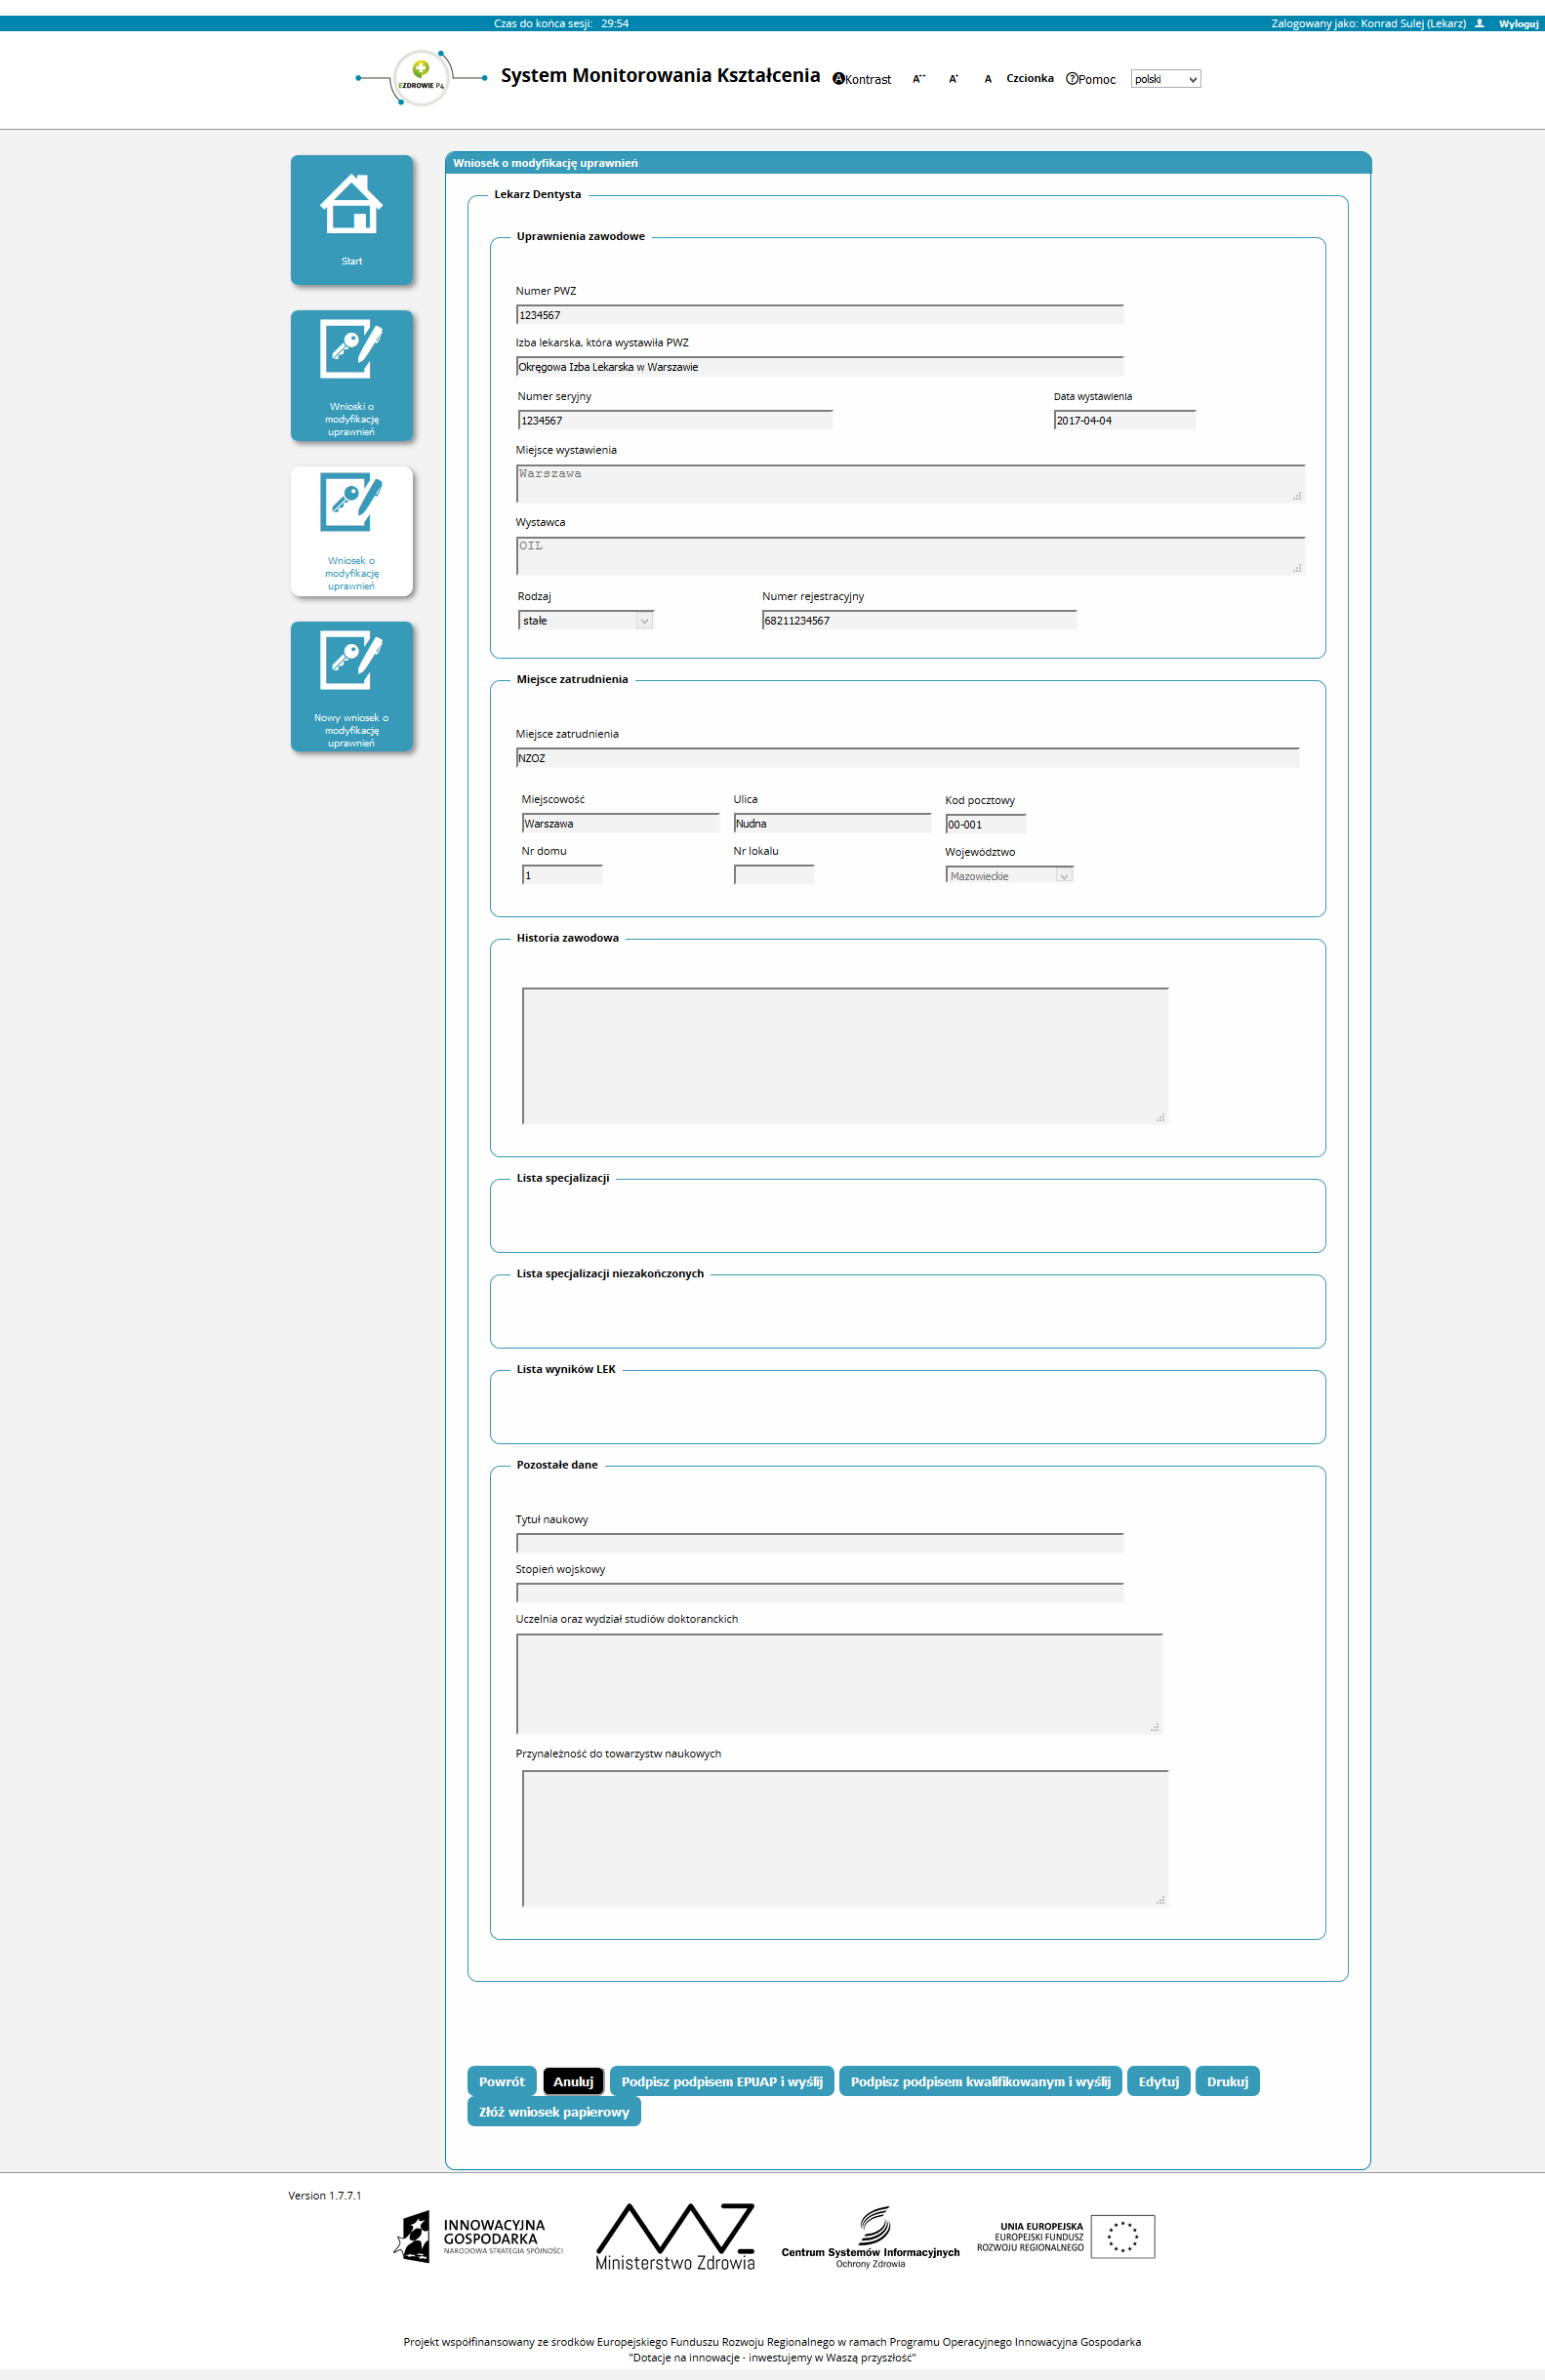 Czas do końca sesji: 29:54
Zalogowany jako: Konrad Sulej (Lekarz) Wyloguj
EZDROWIE P4
System Monitorowania Kształcenia
A Kontrast A++ A+ A Czcionka ? Pomoc polski
Start
Wnioski o
modyfikację
uprawnień
Wniosek o
modyfikację
uprawnień
Nowy wniosek o
modyfikację
uprawnień
Wniosek o modyfikację uprawnień
Lekarz Dentysta
Uprawnienia zawodowe
Numer PWZ
1234567
Izba lekarska, która wystawiła PWZ
Okręgowa Izba Lekarska w Warszawie
Numer seryjny Data wystawienia
1234567 2017-04-04
Miejsce wystawienia
Warszawa
Wystawca
OIL
Rodzaj Numer rejestracyjny
stałe 68211234567
Miejsce zatrudnienia
Miejsce zatrudnienia
NZOZ
Miejscowość Ulica Kod pocztowy
Warszawa Nudna 00-001
Nr domu Nr lokalu Województwo
1 Mazowieckie
Historia zawodowa
Lista specjalizacji
Lista specjalizacji niezakończonych
Lista wyników LEK
Pozostałe dane
Tytuł naukowy
Stopień wojskowy
Uczelnia oraz wydział studiów doktoranckich
Przynależność do towarzystw naukowych
Powrót Anuluj Podpisz podpisem EPUAP i wyślij Podpisz podpisem kwalifikowanym i wyślij Edytuj Drukuj
Złóż wniosek papierowy
Version 1.7.7.1
INNOWACYJNA
GOSPODARKA
NARODOWA STRATEGIA SPÓJNOŚCI
Ministerstwo Zdrowia
Centrum Systemów Informacyjnych
Ochrony Zdrowia
UNIA EUROPEJSKA
EUROPEJSKI FUNDUSZ
ROZWOJU REGIONALNEGO
Projekt współfinansowany ze środków Europejskiego Funduszu Rozwoju Regionalnego w ramach Programu Operacyjnego Innowacyjna Gospodarka
"Dotacje na innowacje - inwestujemy w Waszą przyszłość"